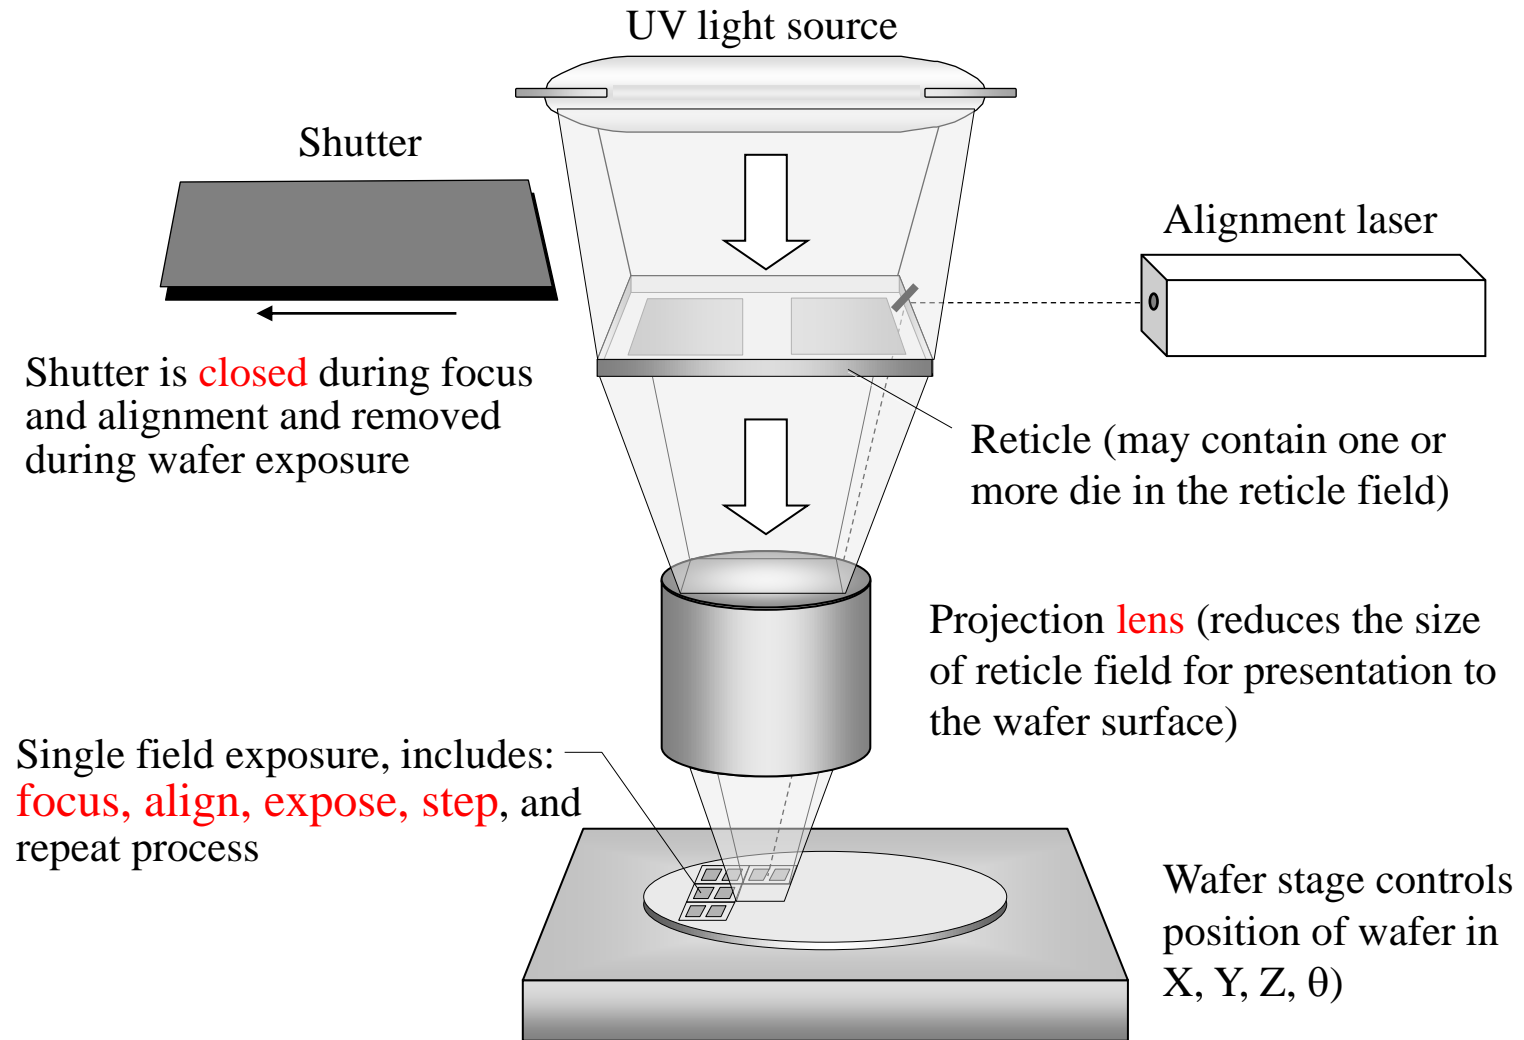 UV light source
Shutter
Alignment laser
Shutter is closed during focus
and alignment and removed
during wafer exposure
Reticle (may contain one or
more die in the reticle field)
Projection lens (reduces the size
of reticle field for presentation to
the wafer surface)
Single field exposure, includes:
focus, align, expose, step, and
repeat process
Wafer stage controls
position of wafer in
X, Y, Z, θ)